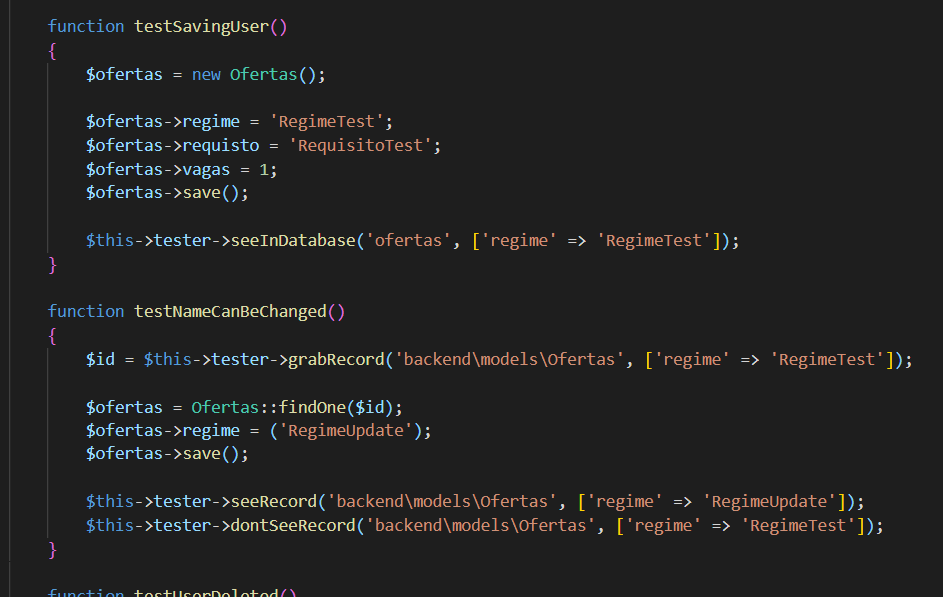 function testSavingUser()
{
$ofertas = new Ofertas();
$ofertas->regime = 'RegimeTest';
$ofertas->requisto = 'RequisitoTest';
$ofertas->vagas = 1;
$ofertas->save();
$this->tester->seeInDatabase('ofertas', ['regime' => 'RegimeTest']);
}
function testNameCanBeChanged()
{
$id = $this->tester->grabRecord('backend\models\Ofertas', ['regime' => 'RegimeTest']);
$ofertas = Ofertas::findOne($id);
$ofertas->regime = ('RegimeUpdate');
$ofertas->save();
$this->tester->seeRecord('backend\models\Ofertas', ['regime' => 'RegimeUpdate']);
$this->tester->dontSeeRecord('backend\models\Ofertas', ['regime' => 'RegimeTest']);
}
function testUserDeleted()